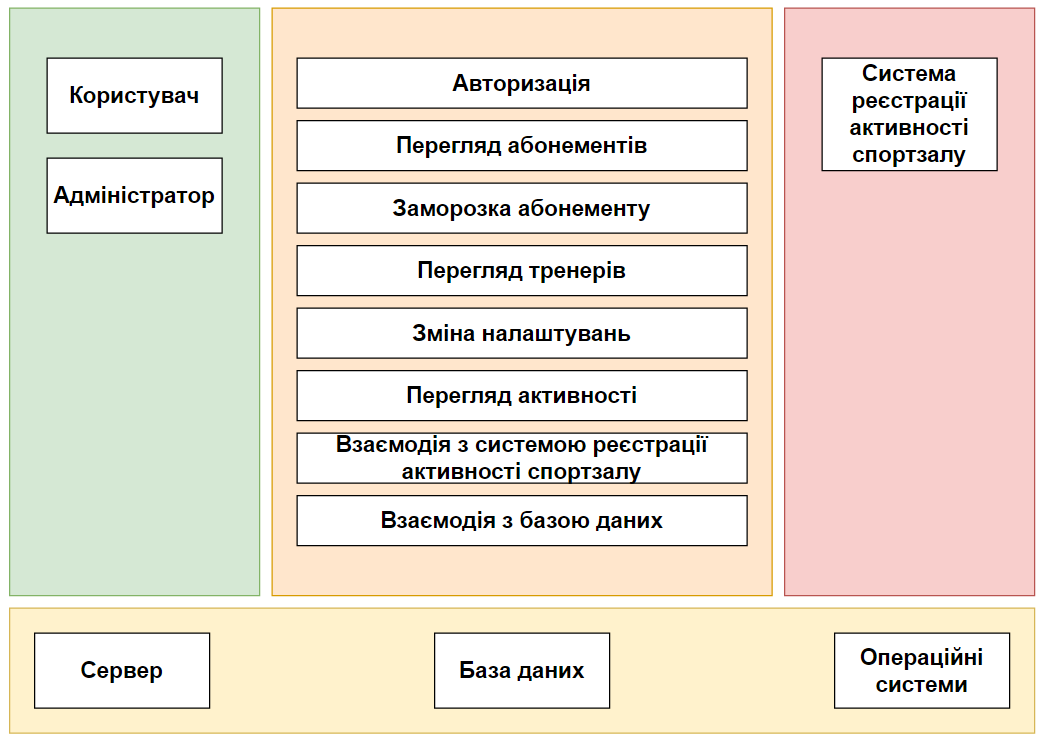 Користувач
Адміністратор
Авторизація
Перегляд абонементів
Заморозка абонементу
Перегляд тренерів
Зміна налаштувань
Перегляд активності
Взаємодія з системою реєстрації
активності спортзалу
Взаємодія з базою даних
Система
реєстрації
активності
спортзалу
Сервер
База даних
Операційні
системи